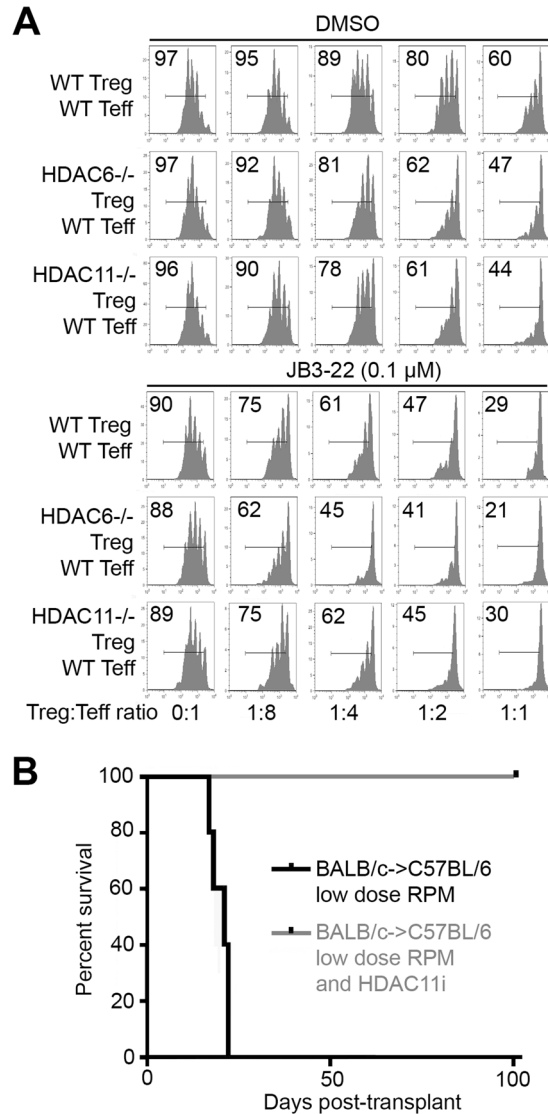 A
DMSO
WT Treg
WT Teff
97 95 89 80 60
HDAC6-/-
Treg
WT Teff
97 92 81 62 47
HDAC11-/-
Treg
WT Teff
96 90 78 61 44
JB3-22 (0.1 µM)
WT Treg
WT Teff
90 75 61 47 29
HDAC6-/-
Treg
WT Teff
88 62 45 41 21
HDAC11-/-
Treg
WT Teff
89 75 62 45 30
Treg:Teff ratio 0:1 1:8 1:4 1:2 1:1
B
Percent survival
100
80
60
40
20
0
BALB/c->C57BL/6
low dose RPM
BALB/c->C57BL/6
low dose RPM
and HDAC11i
0 50 100
Days post-transplant